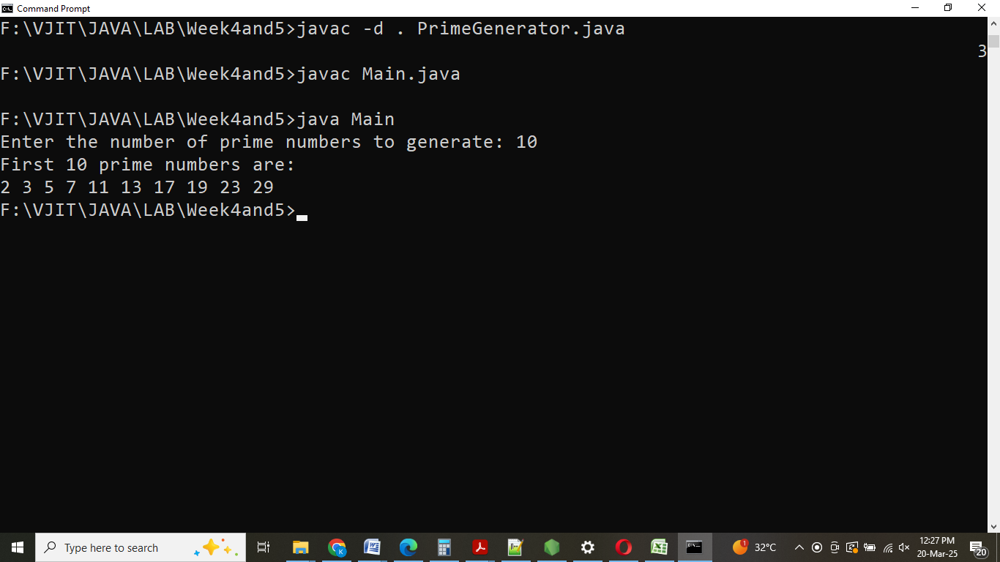 Command Prompt
F:\VJIT\JAVA\LAB\Week4and5>javac -d . PrimeGenerator.java
3
F:\VJIT\JAVA\LAB\Week4and5>javac Main.java
F:\VJIT\JAVA\LAB\Week4and5>java Main
Enter the number of prime numbers to generate: 10
First 10 prime numbers are:
2 3 5 7 11 13 17 19 23 29
F:\VJIT\JAVA\LAB\Week4and5>
Type here to search
32°C
12:27 PM
20-Mar-25
20